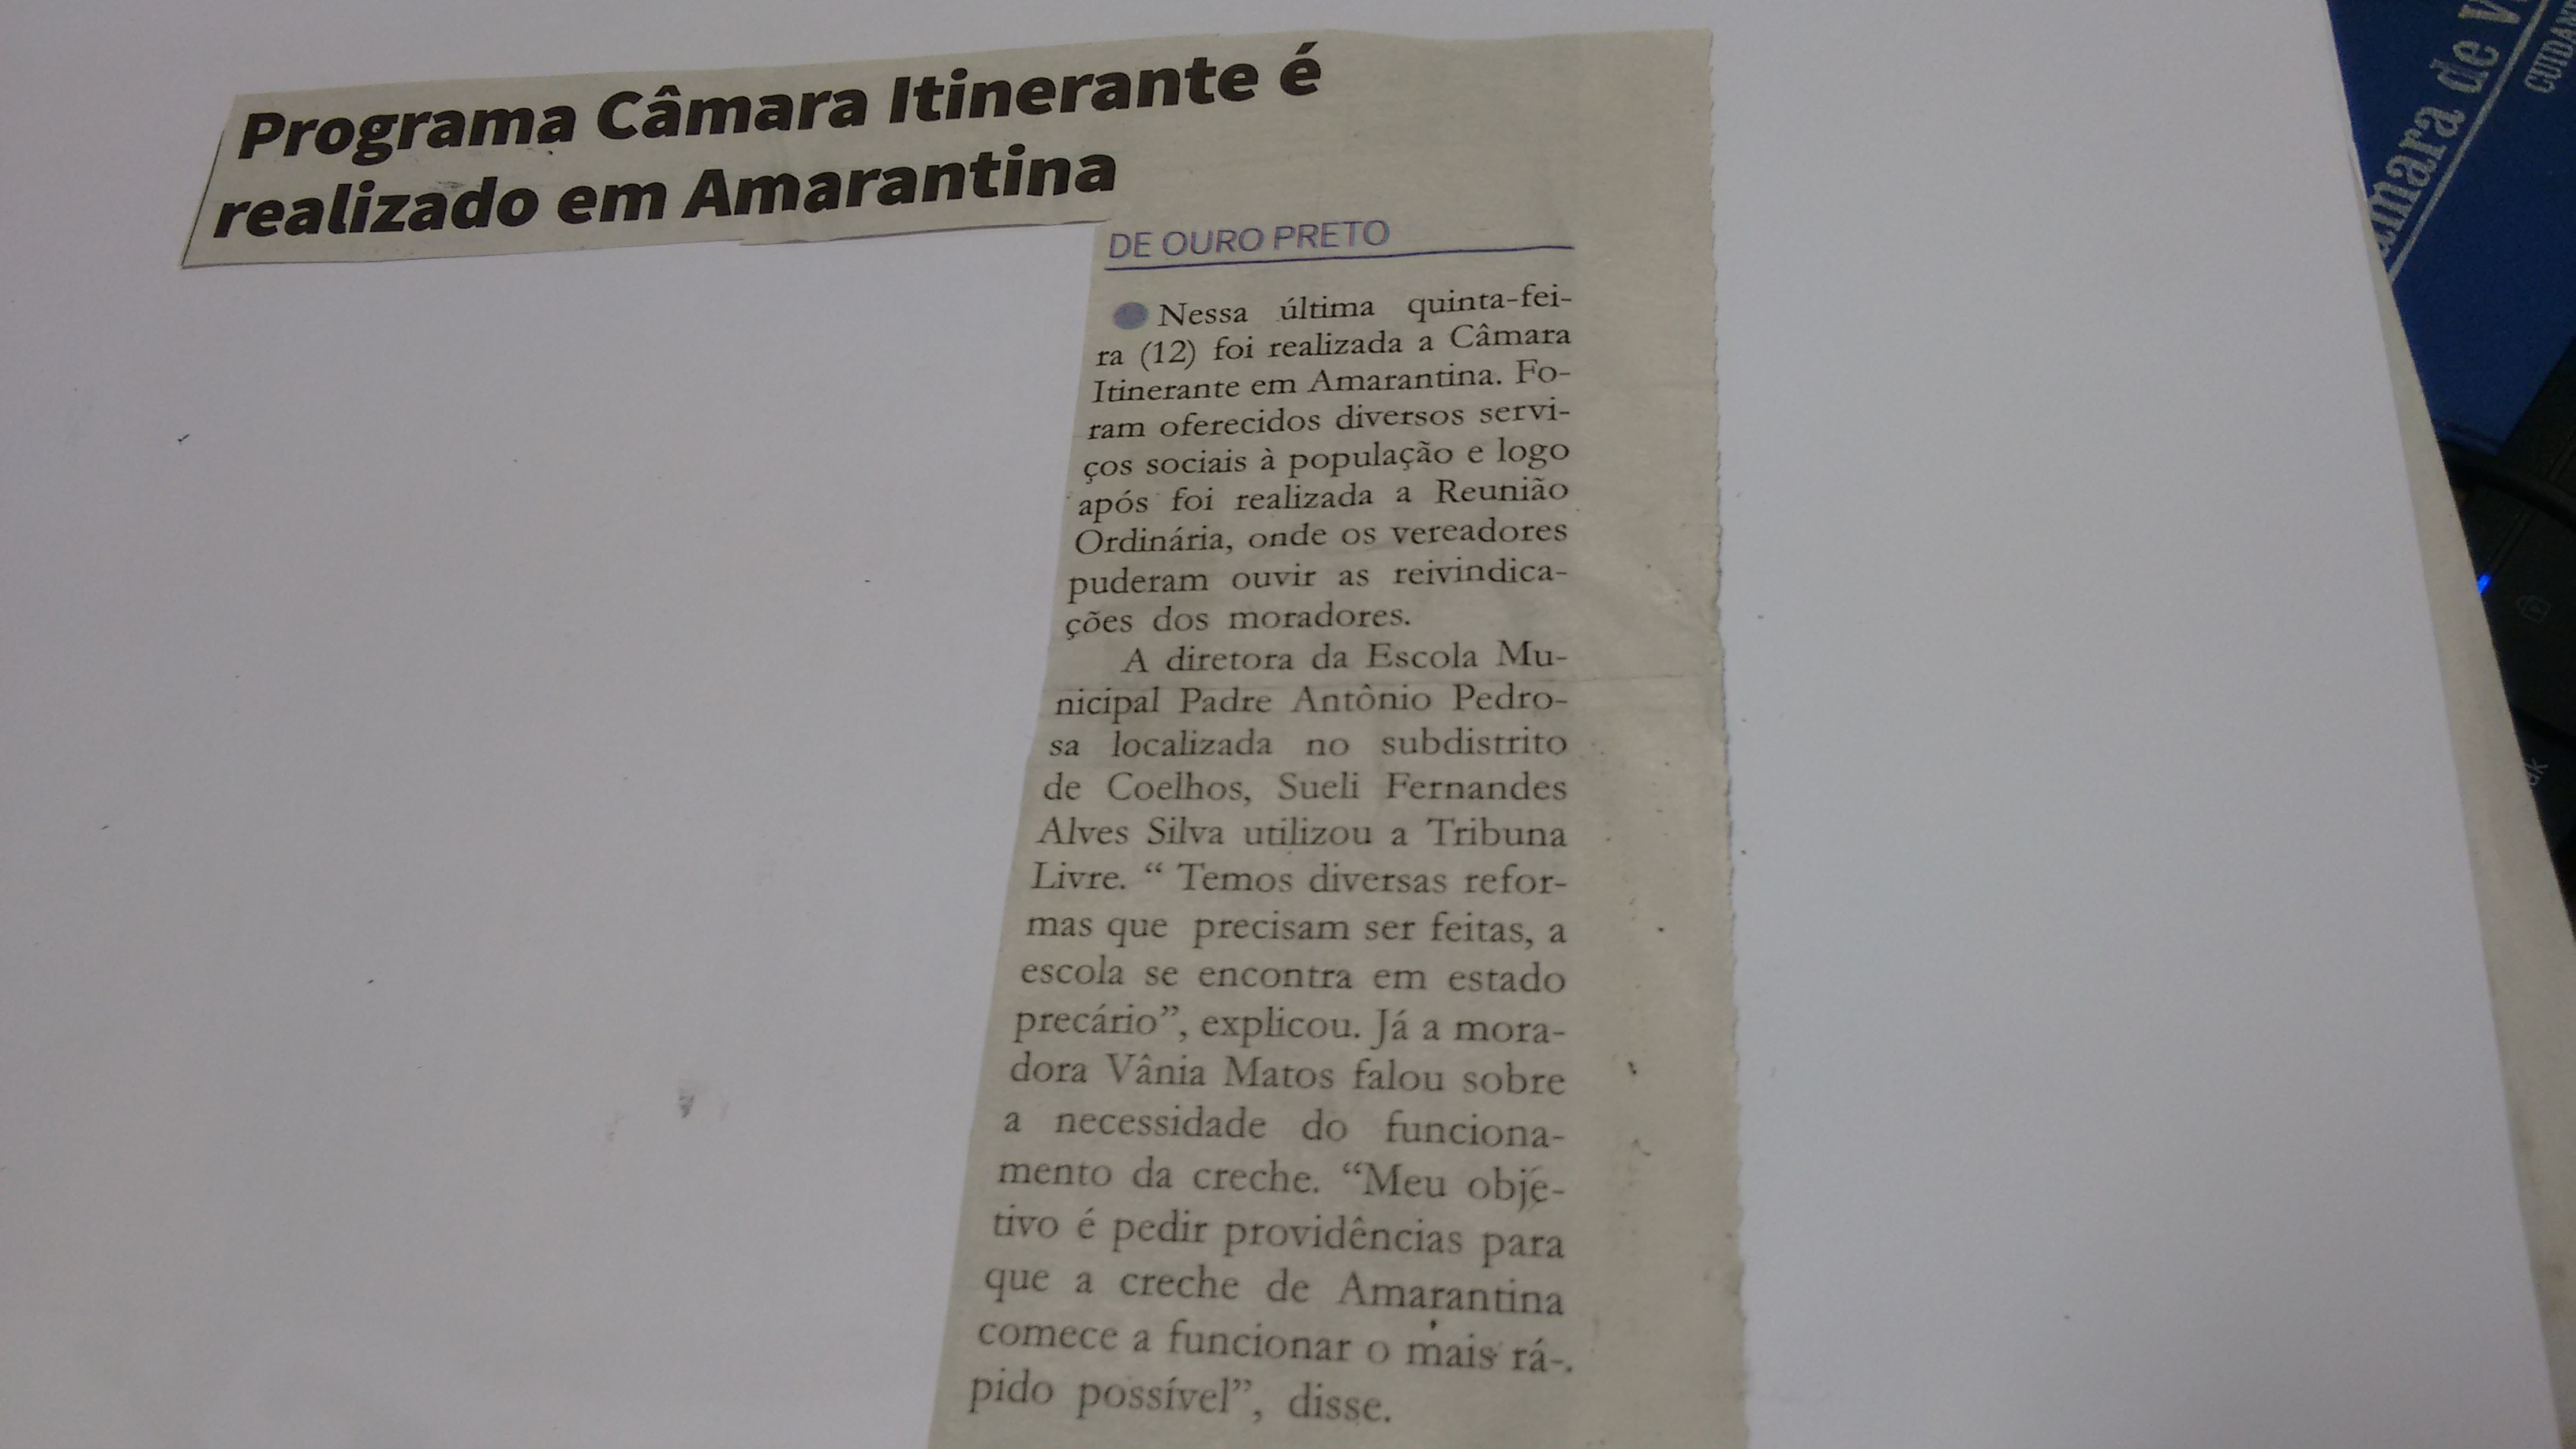 Programa Câmara Itinerante é
realizado em Amarantina
DE OURO PRETO
Nessa última quinta-fei-
ra (12) foi realizada a Câmara
Itinerante em Amarantina. Fo-
ram oferecidos diversos servi-
ços sociais à população e logo
após foi realizada a Reunião
Ordinária, onde os vereadores
puderam ouvir as reivindica-
ções dos moradores.
A diretora da Escola Mu-
nicipal Padre Antônio Pedro-
sa localizada no subdistrito
de Coelhos, Sueli Fernandes
Alves Silva utilizou a Tribuna
Livre. “ Temos diversas refor-
mas que precisam ser feitas, a
escola se encontra em estado
precário”, explicou. Já a mora-
dora Vânia Matos falou sobre
a necessidade do funciona-
mento da creche. “Meu obje-
tivo é pedir providências para
que a creche de Amarantina
comece a funcionar o mais rá-
pido possível”, disse.
mara de V
CUIDAN